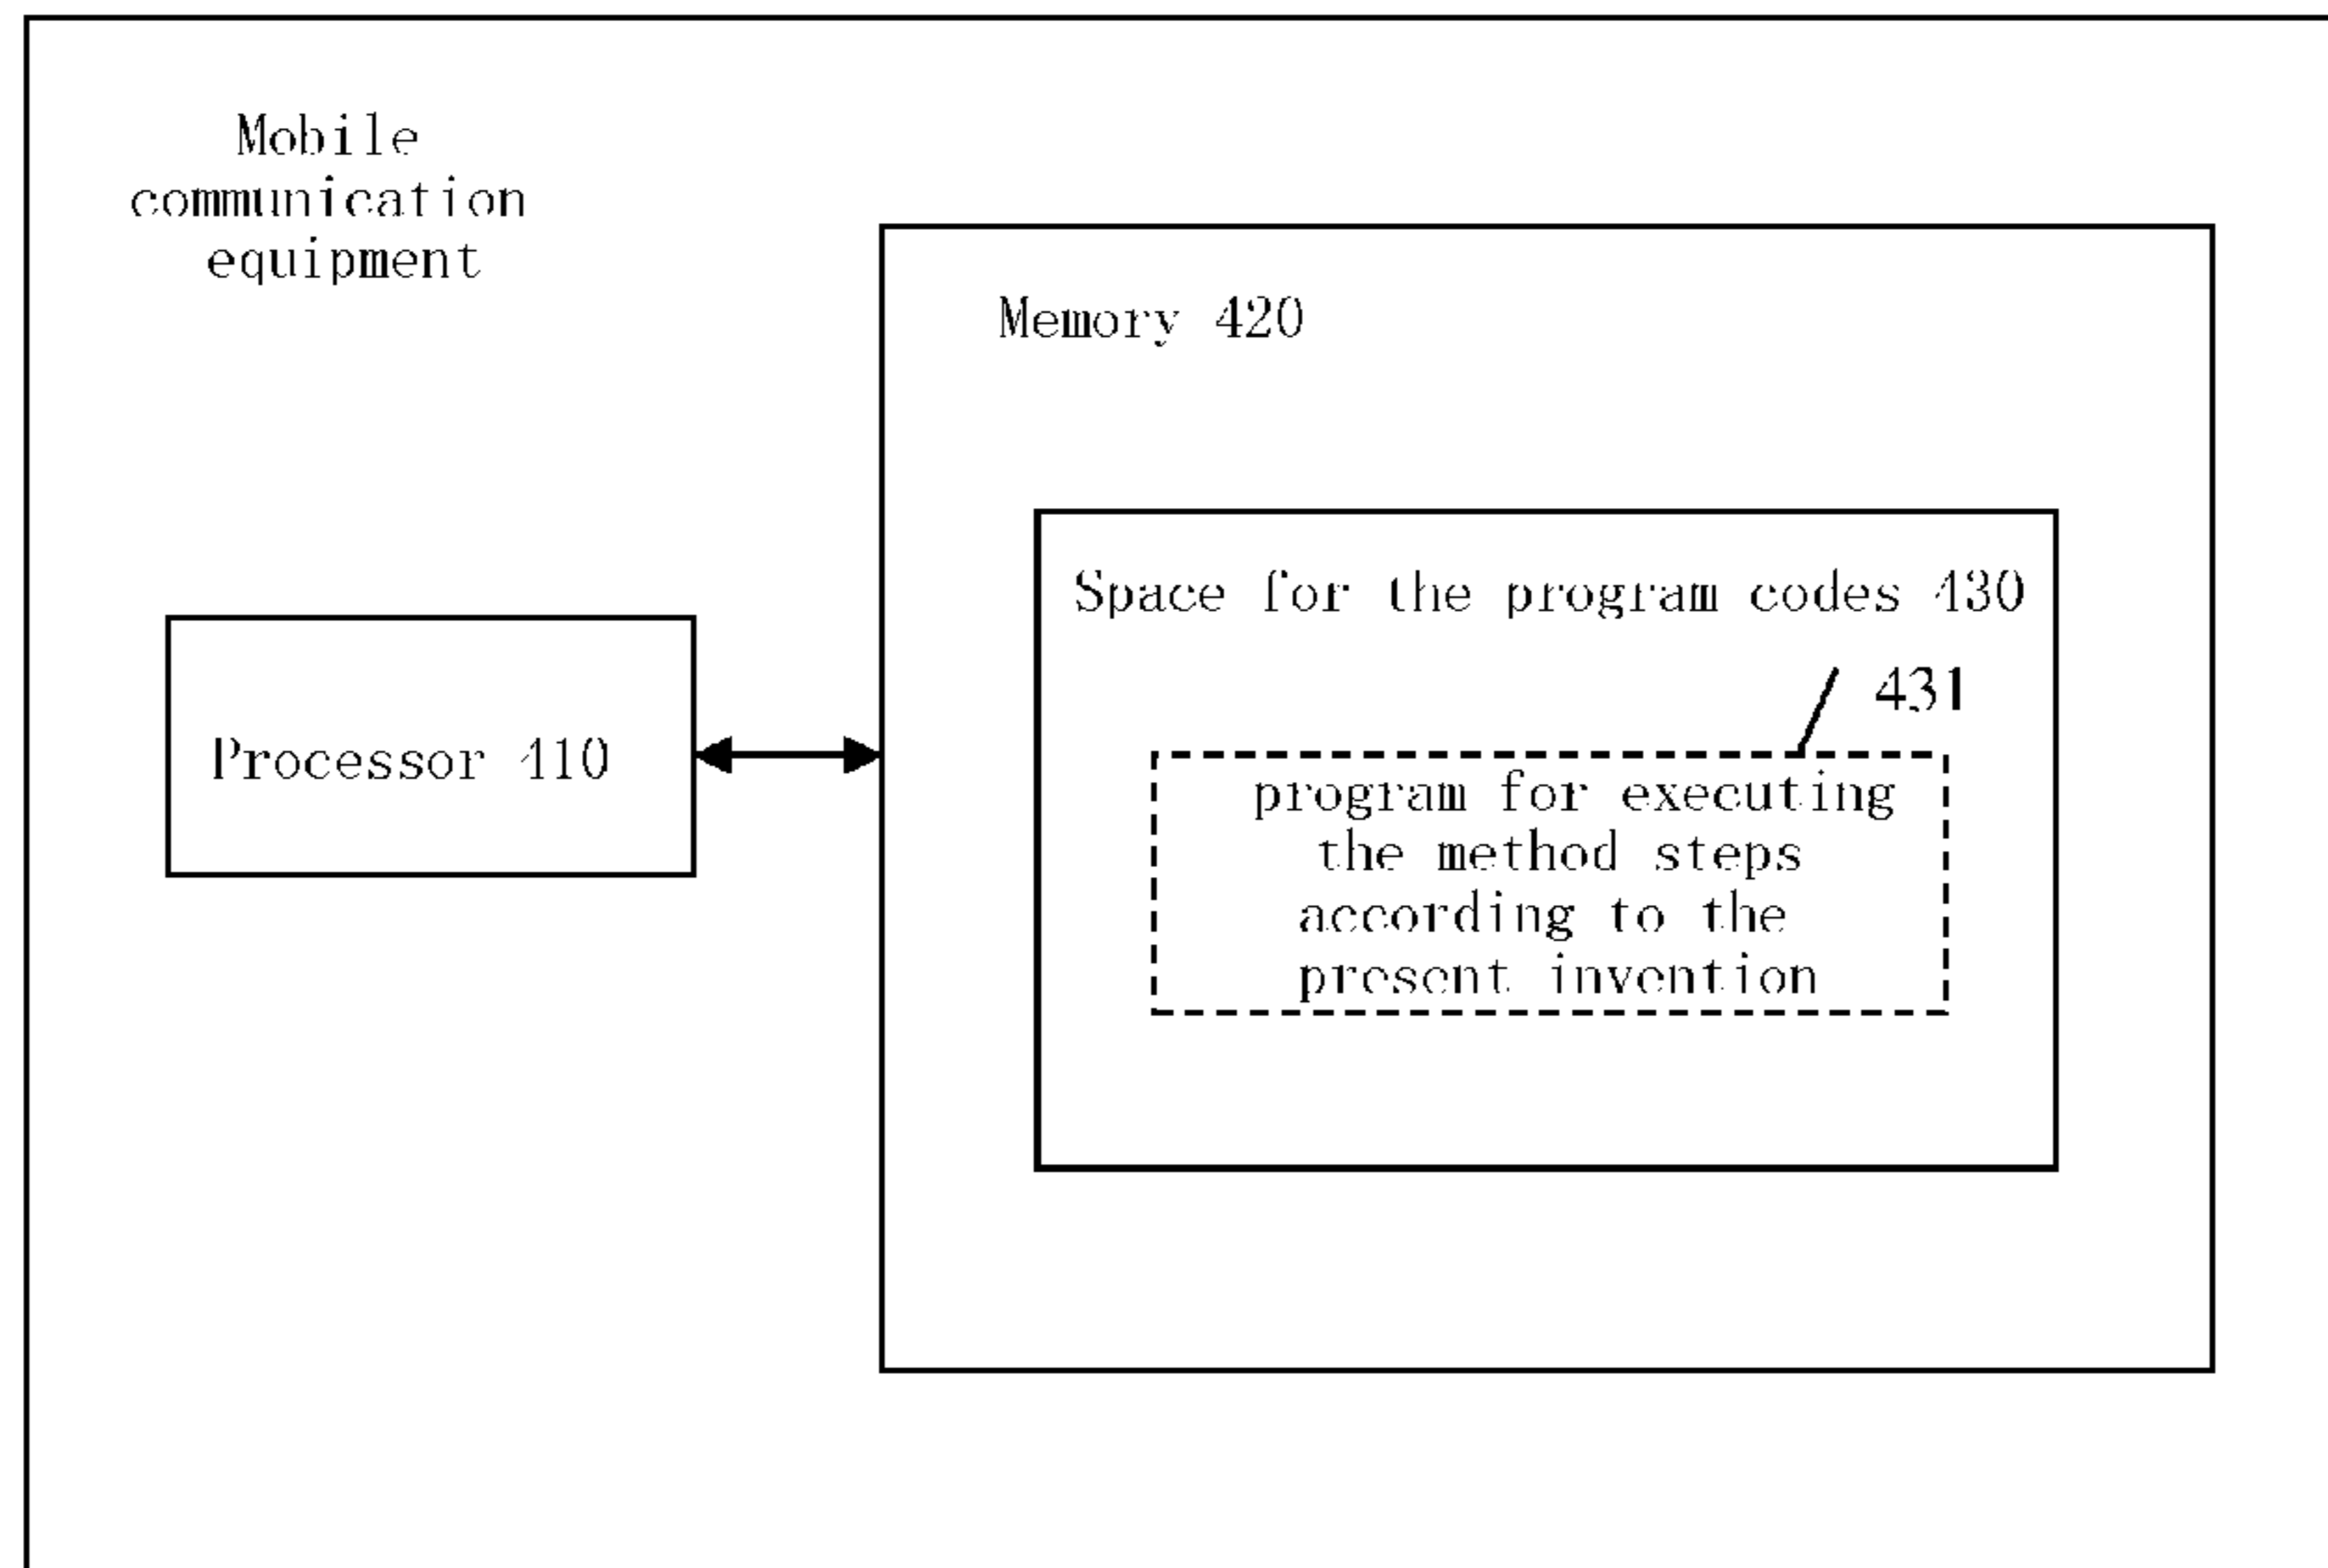 Mobile
communication
equipment
Memory 420
Space for the program codes 430
431
Processor 410
program for executing
the method steps
according to the
present invention